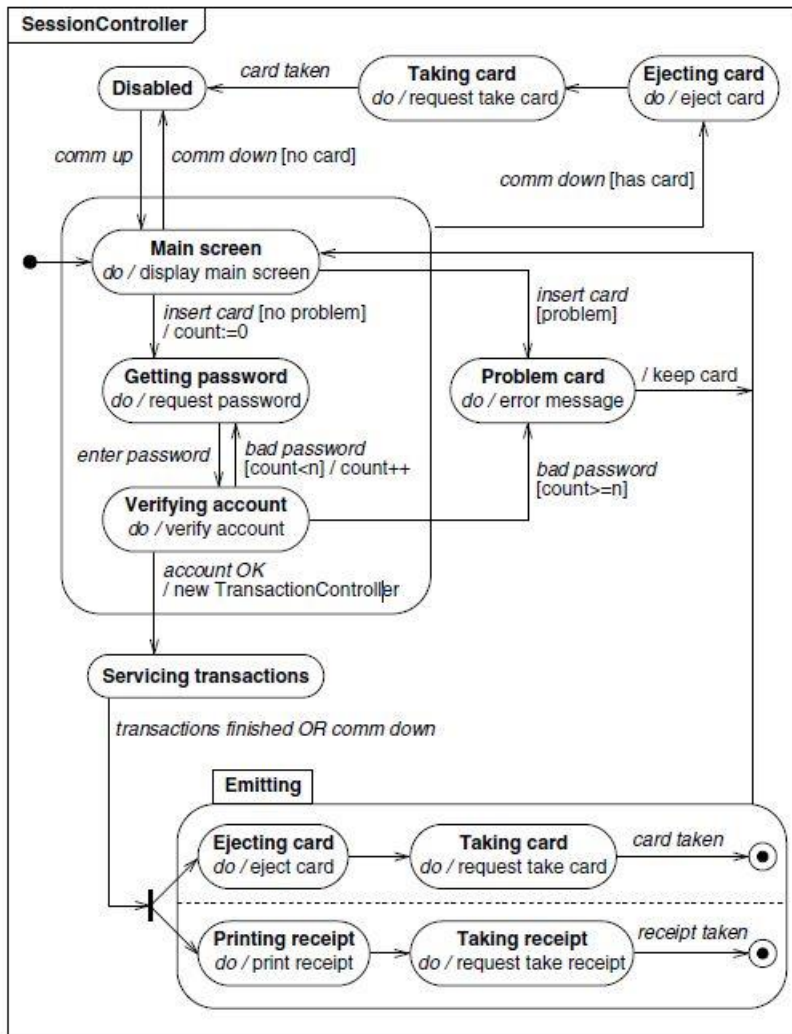 SessionController
Disabled
card taken
Taking card
do / request take card
Ejecting card
do / eject card
comm up
comm down [no card]
comm down [has card]
Main screen
do / display main screen
insert card [no problem]
/ count:=0
insert card
[problem]
Getting password
do / request password
Problem card
do / error message
/ keep card
enter password
bad password
[count<n] / count++
bad password
[count>=n]
Verifying account
do / verify account
account OK
/ new TransactionController
Servicing transactions
transactions finished OR comm down
Emitting
Ejecting card
do / eject card
Taking card
do / request take card
card taken
Printing receipt
do / print receipt
Taking receipt
do / request take receipt
receipt taken